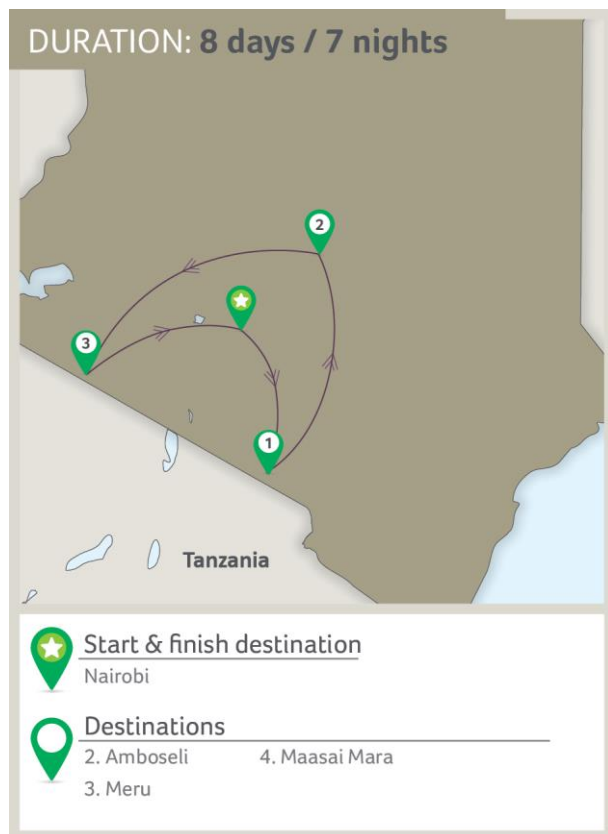 DURATION: 8 days / 7 nights
2
3
1
Tanzania
Start & finish destination
Nairobi
Destinations
2. Amboseli 4. Maasai Mara
3. Meru